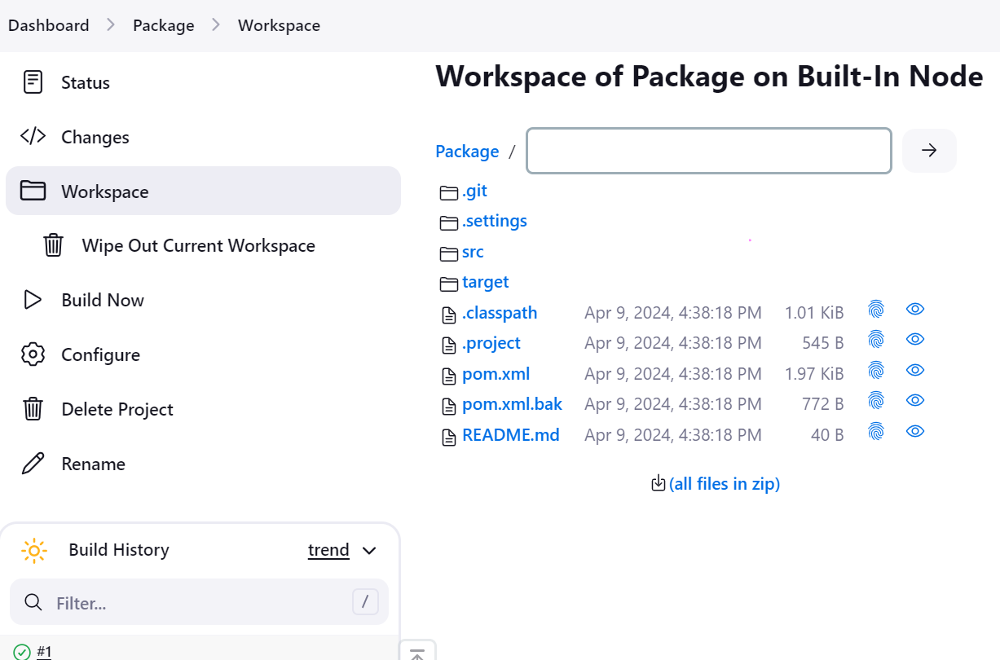 Dashboard > Package > Workspace
Status
Changes
Workspace
Wipe Out Current Workspace
Build Now
Configure
Delete Project
Rename
Build History trend
Filter... /
#1
Workspace of Package on Built-In Node
Package /
.git
.settings
src
target
.classpath Apr 9, 2024, 4:38:18 PM 1.01 KiB
.project Apr 9, 2024, 4:38:18 PM 545 B
pom.xml Apr 9, 2024, 4:38:18 PM 1.97 KiB
pom.xml.bak Apr 9, 2024, 4:38:18 PM 772 B
README.md Apr 9, 2024, 4:38:18 PM 40 B
(all files in zip)